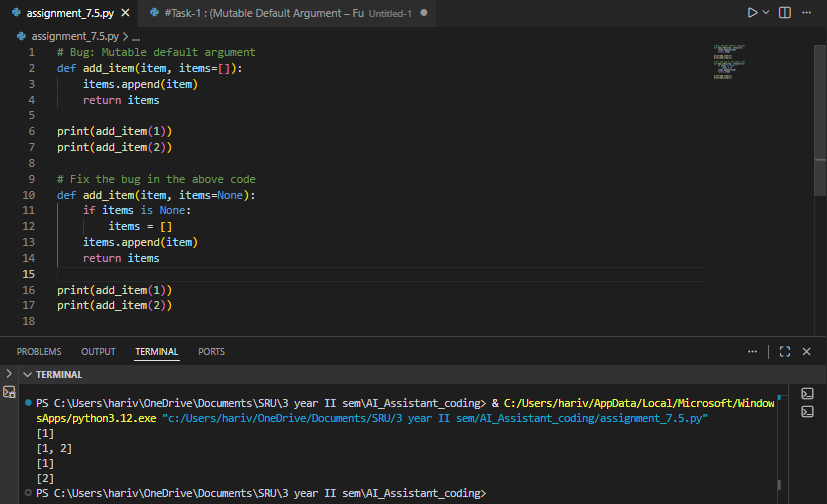 assignment_7.5.py
#Task-1 : (Mutable Default Argument – Fu Untitled-1
assignment_7.5.py > ...
1 # Bug: Mutable default argument
2 def add_item(item, items=[]):
3     items.append(item)
4     return items
5
6 print(add_item(1))
7 print(add_item(2))
8
9 # Fix the bug in the above code
10 def add_item(item, items=None):
11     if items is None:
12         items = []
13     items.append(item)
14     return items
15
16 print(add_item(1))
17 print(add_item(2))
18
PROBLEMS OUTPUT TERMINAL PORTS
TERMINAL
PS C:\Users\hariv\OneDrive\Documents\SRU\3 year II sem\AI_Assistant_coding> & C:/Users/hariv/AppData/Local/Microsoft/Window
sApps/python3.12.exe "c:/Users/hariv/OneDrive/Documents/SRU/3 year II sem/AI_Assistant_coding/assignment_7.5.py"
[1]
[1, 2]
[1]
[2]
PS C:\Users\hariv\OneDrive\Documents\SRU\3 year II sem\AI_Assistant_coding>